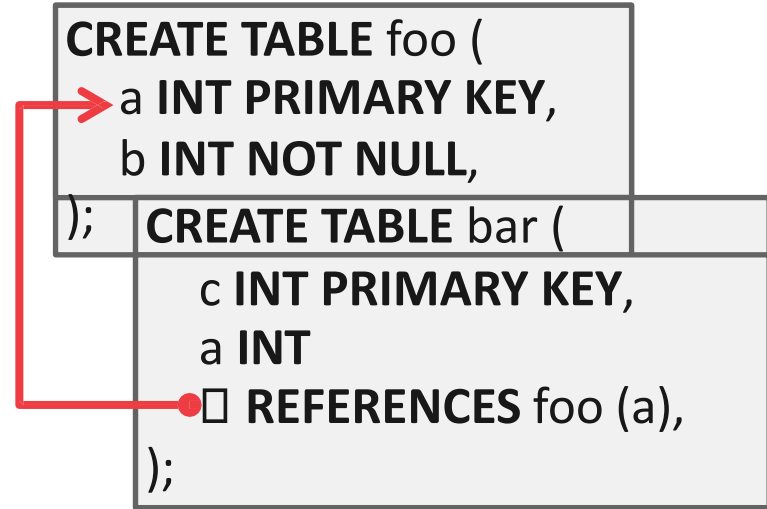 CREATE TABLE foo (
a INT PRIMARY KEY,
b INT NOT NULL,
);
CREATE TABLE bar (
c INT PRIMARY KEY,
a INT
▯ REFERENCES foo (a),
);